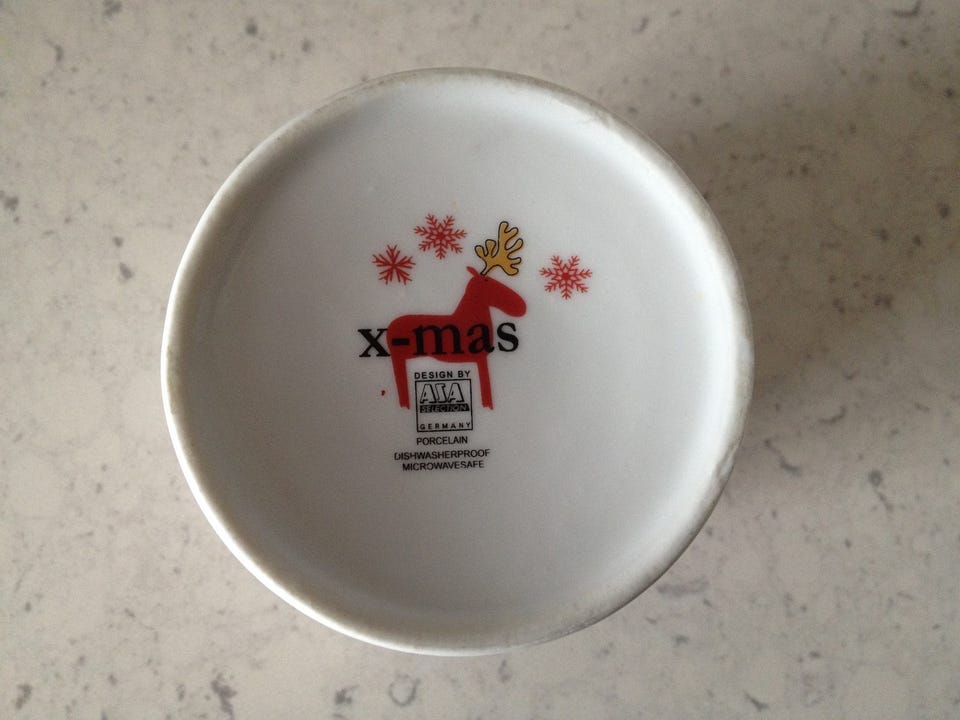 x-mas
DESIGN BY
ASA
SELECTION
GERMANY
PORCELAIN
DISHWASHERPROOF
MICROWAVESAFE